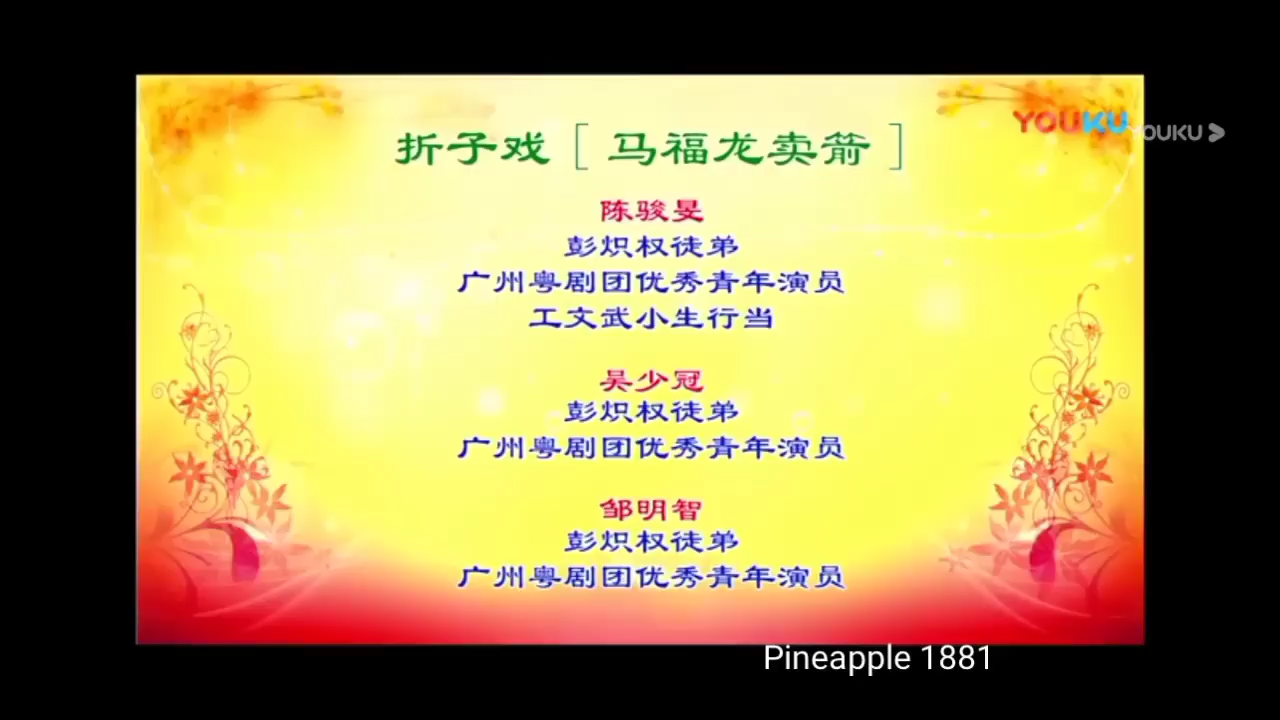 折子戏［马福龙卖箭］
YOUKU
YOUKU
陈骏旻
彭炽权徒弟
广州粤剧团优秀青年演员
工文武小生行当
吴少冠
彭炽权徒弟
广州粤剧团优秀青年演员
邹明智
彭炽权徒弟
广州粤剧团优秀青年演员
Pineapple 1881